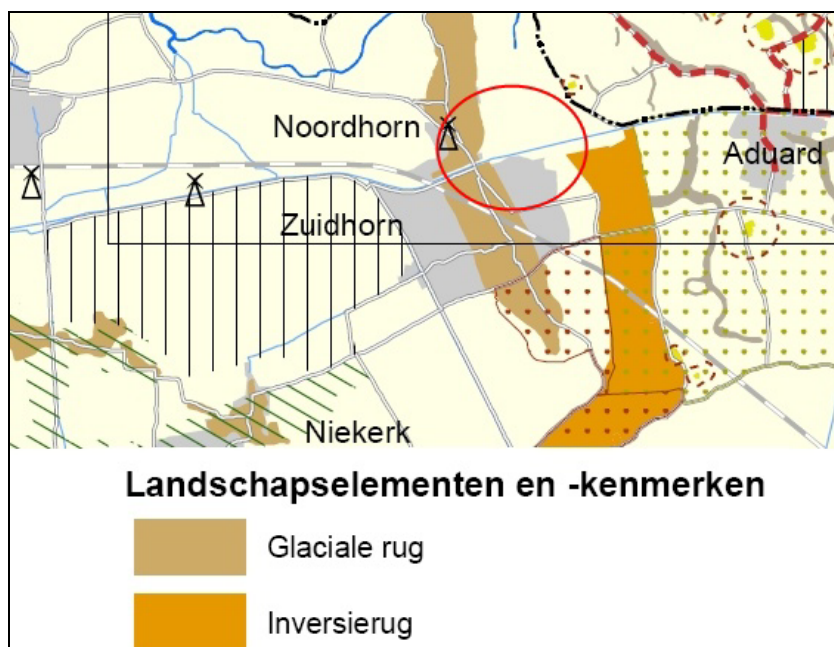 Noordhorn
Aduard
Zuidhorn
Niekerk
Landschapselementen en -kenmerken
Glaciale rug
Inversierug